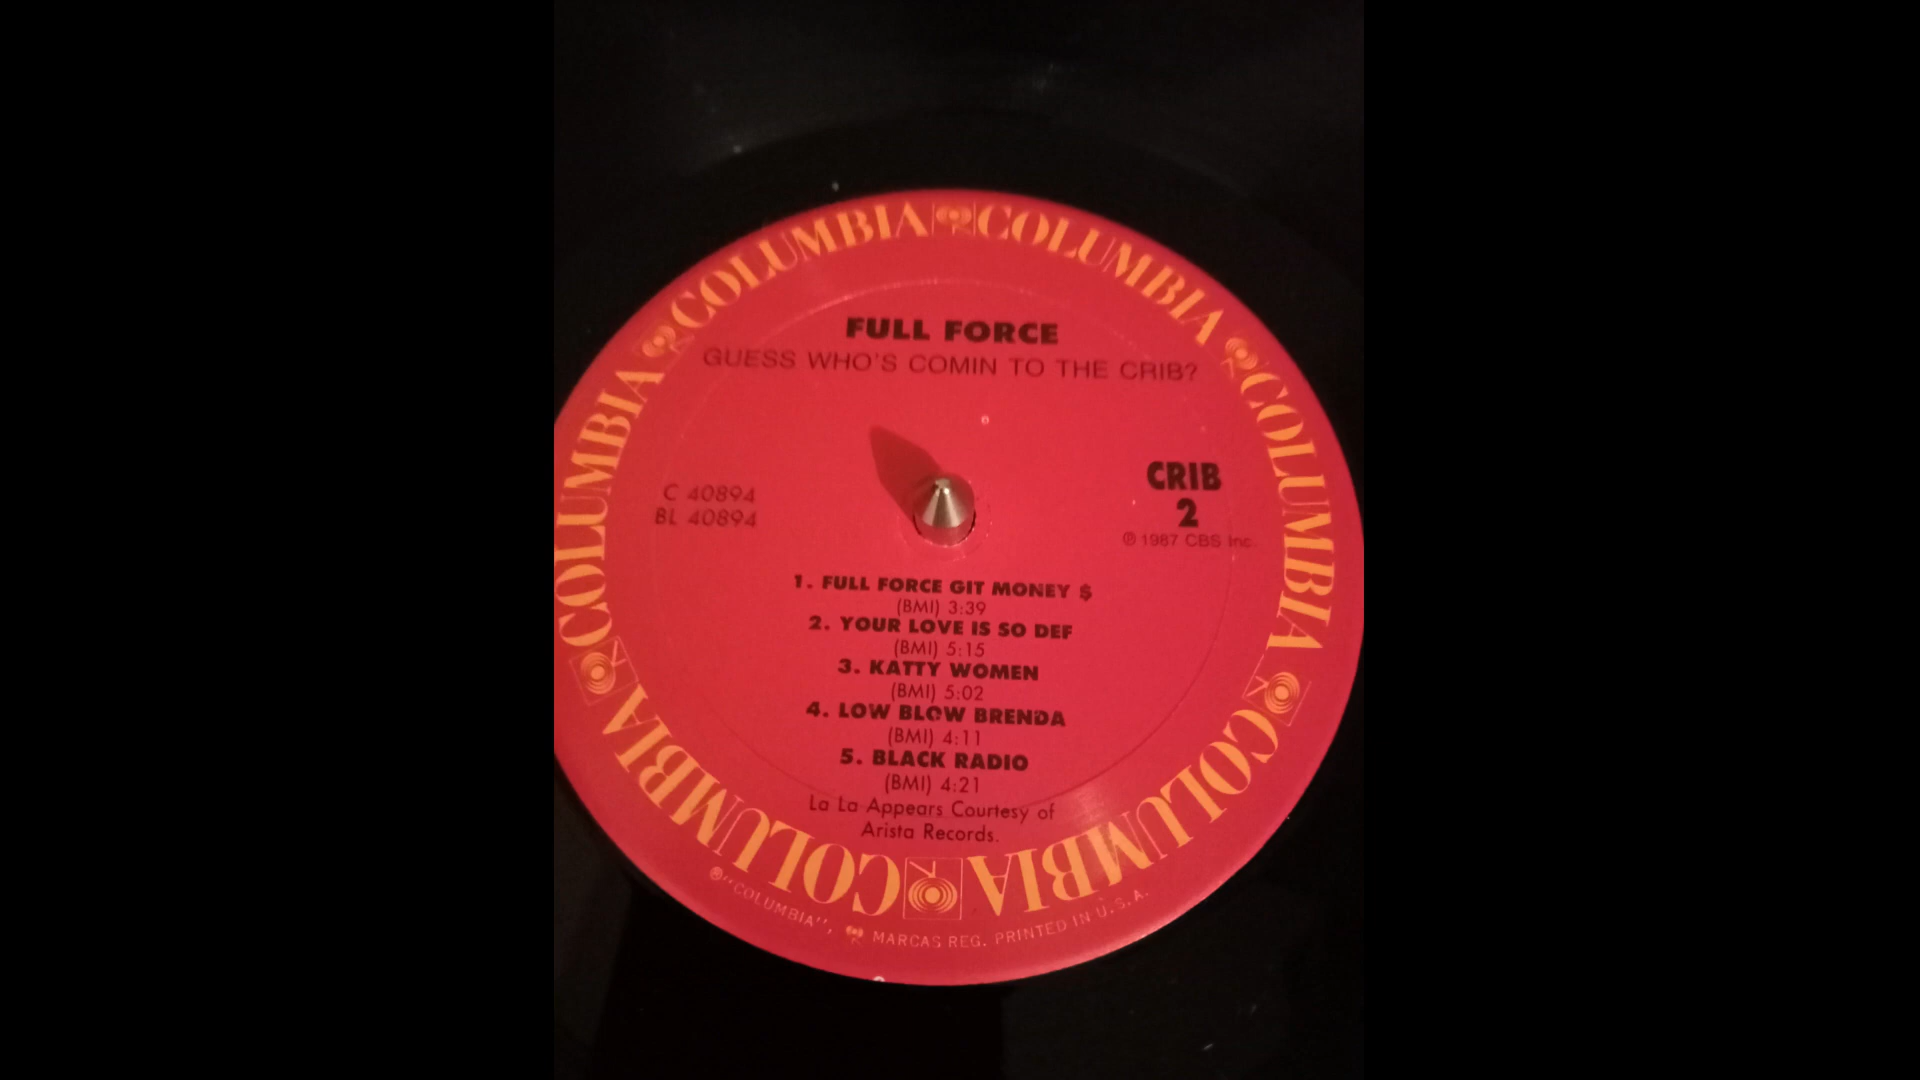 COLUMBIA COLUMBIA COLUMBIA COLUMBIA COLUMBIA COLUMBIA COLUMBIA COLUMBIA
FULL FORCE
GUESS WHO'S COMIN TO THE CRIB?
C 40894
BL 40894
CRIB
2
℗ 1987 CBS Inc.
1. FULL FORCE GIT MONEY $
(BMI) 3:39
2. YOUR LOVE IS SO DEF
(BMI) 5:15
3. KATTY WOMEN
(BMI) 5:02
4. LOW BLOW BRENDA
(BMI) 4:11
5. BLACK RADIO
(BMI) 4:21
La La Appears Courtesy of
Arista Records.
®"COLUMBIA", MARCAS REG. PRINTED IN U.S.A.